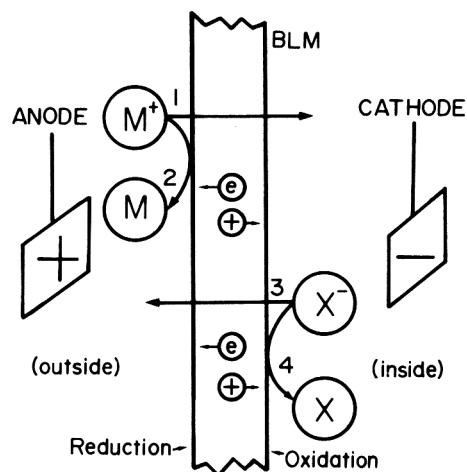 BLM
1
M⁺
ANODE
CATHODE
2
M
e
+
+
−
3
X⁻
e
4
(outside)
(inside)
+
X
Reduction
Oxidation